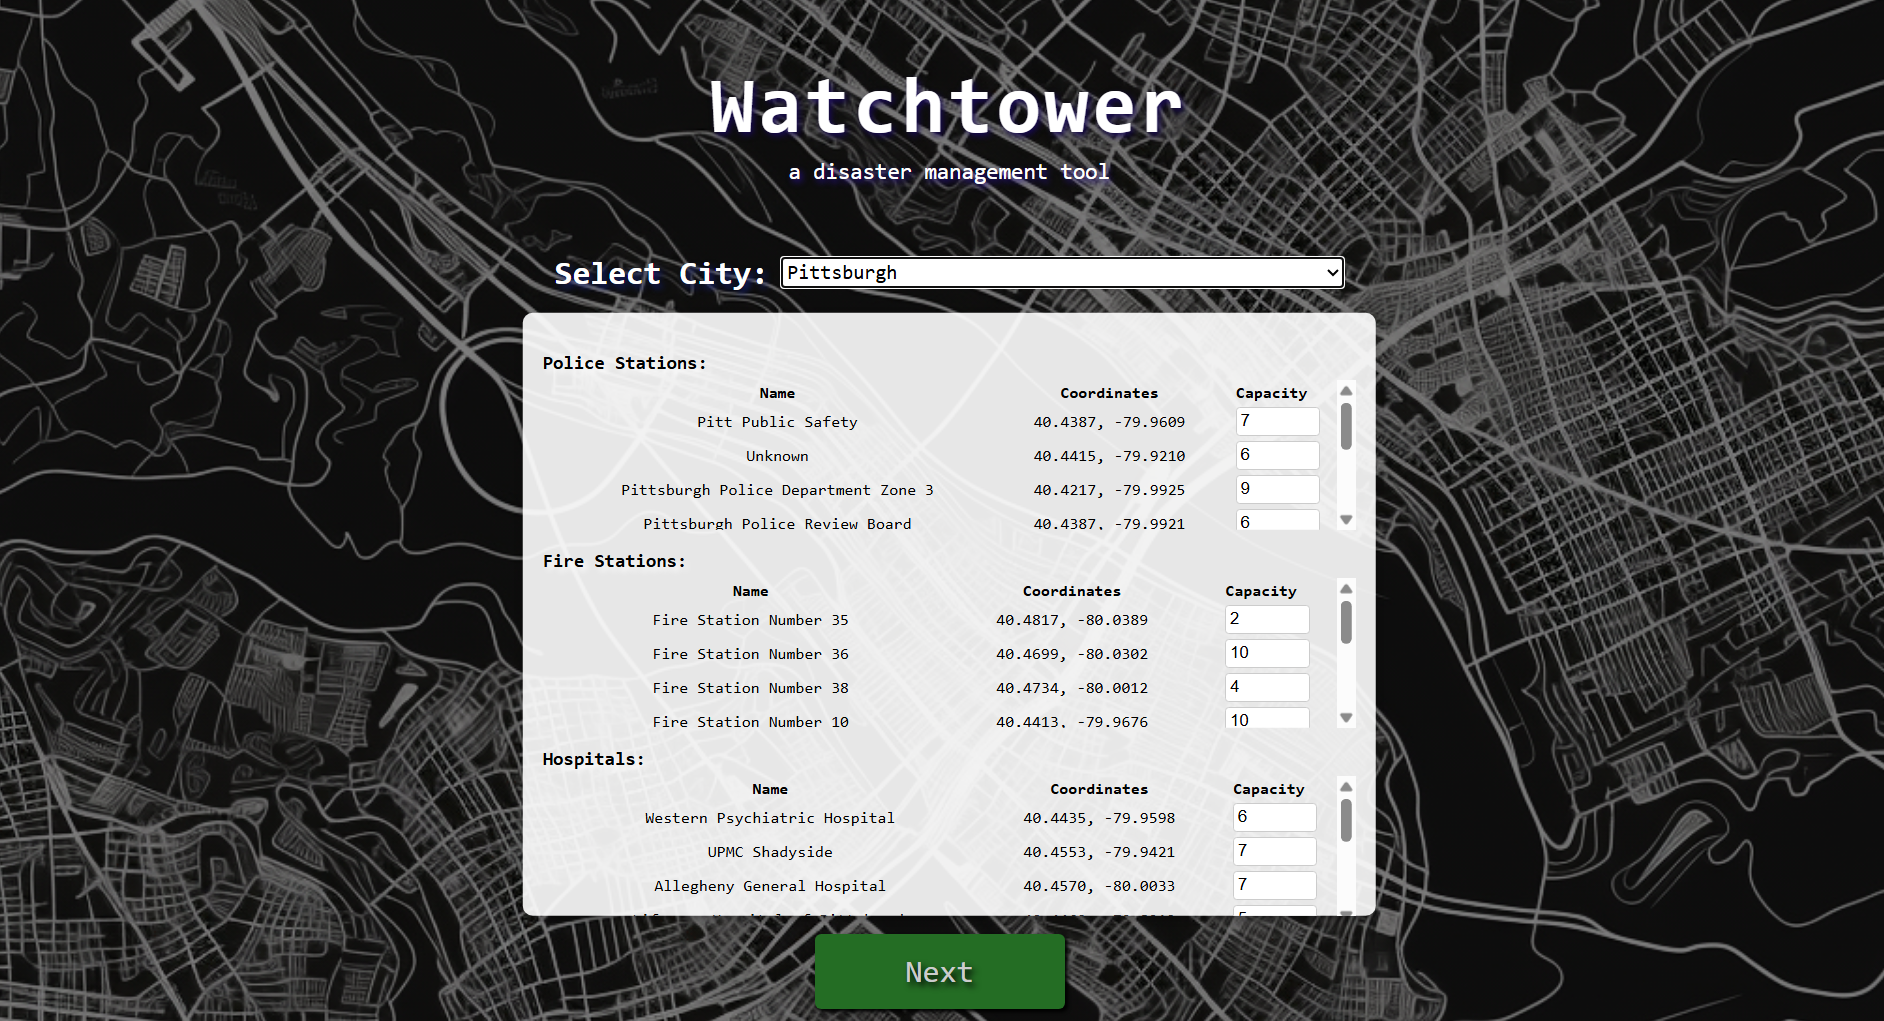 Watchtower
a disaster management tool
Select City: Pittsburgh
Police Stations:
Name Coordinates Capacity
Pitt Public Safety 40.4387, -79.9609 7
Unknown 40.4415, -79.9210 6
Pittsburgh Police Department Zone 3 40.4217, -79.9925 9
Pittsburgh Police Review Board 40.4387, -79.9921 6
Fire Stations:
Name Coordinates Capacity
Fire Station Number 35 40.4817, -80.0389 2
Fire Station Number 36 40.4699, -80.0302 10
Fire Station Number 38 40.4734, -80.0012 4
Fire Station Number 10 40.4413, -79.9676 10
Hospitals:
Name Coordinates Capacity
Western Psychiatric Hospital 40.4435, -79.9598 6
UPMC Shadyside 40.4553, -79.9421 7
Allegheny General Hospital 40.4570, -80.0033 7
Next